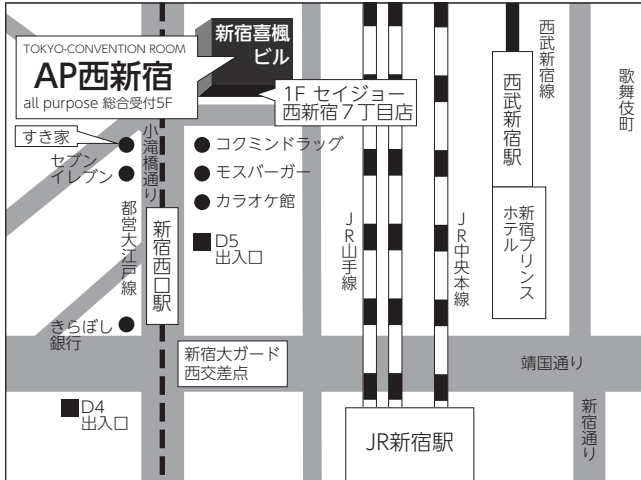 TOKYO-CONVENTION ROOM
AP西新宿
all purpose 総合受付5F
新宿喜楓
ビル
1F セイジョー
西新宿7丁目店
すき家
セブン
イレブン
小滝橋通り
コクミンドラッグ
モスバーガー
カラオケ館
都営大江戸線
新宿西口駅
D5
出入口
きらぼし
銀行
新宿大ガード
西交差点
D4
出入口
JR山手線
JR中央本線
JR新宿駅
西武新宿線
西武新宿駅
新宿プリンス
ホテル
歌舞伎町
靖国通り
新宿通り